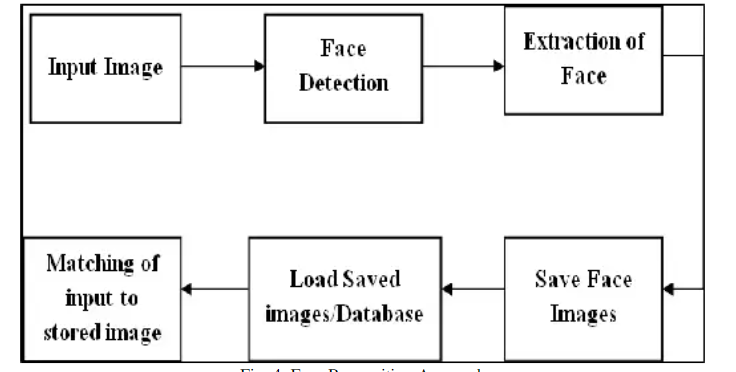 Input Image
Face
Detection
Extraction of
Face
Matching of
input to
stored image
Load Saved
images/Database
Save Face
Images